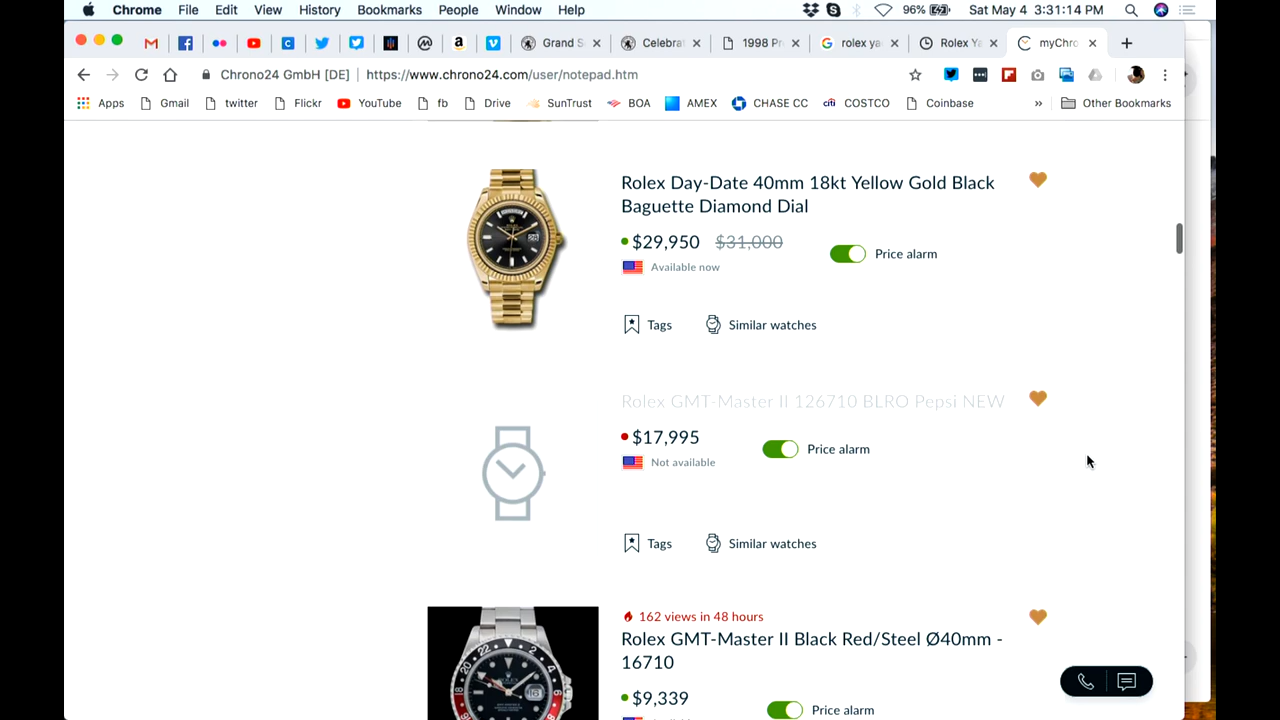 Chrome File Edit View History Bookmarks People Window Help 96% Sat May 4 3:31:14 PM
Grand S Celebra 1998 P rolex ya Rolex Y myChro
Chrono24 GmbH [DE] https://www.chrono24.com/user/notepad.htm
Apps Gmail twitter Flickr YouTube fb Drive SunTrust BOA AMEX CHASE CC citi COSTCO Coinbase » Other Bookmarks
Rolex Day-Date 40mm 18kt Yellow Gold Black
Baguette Diamond Dial
$29,950 $31,000
Price alarm
Available now
Tags Similar watches
Rolex GMT-Master II 126710 BLRO Pepsi NEW
$17,995
Price alarm
Not available
Tags Similar watches
162 views in 48 hours
Rolex GMT-Master II Black Red/Steel Ø40mm -
16710
$9,339
Price alarm